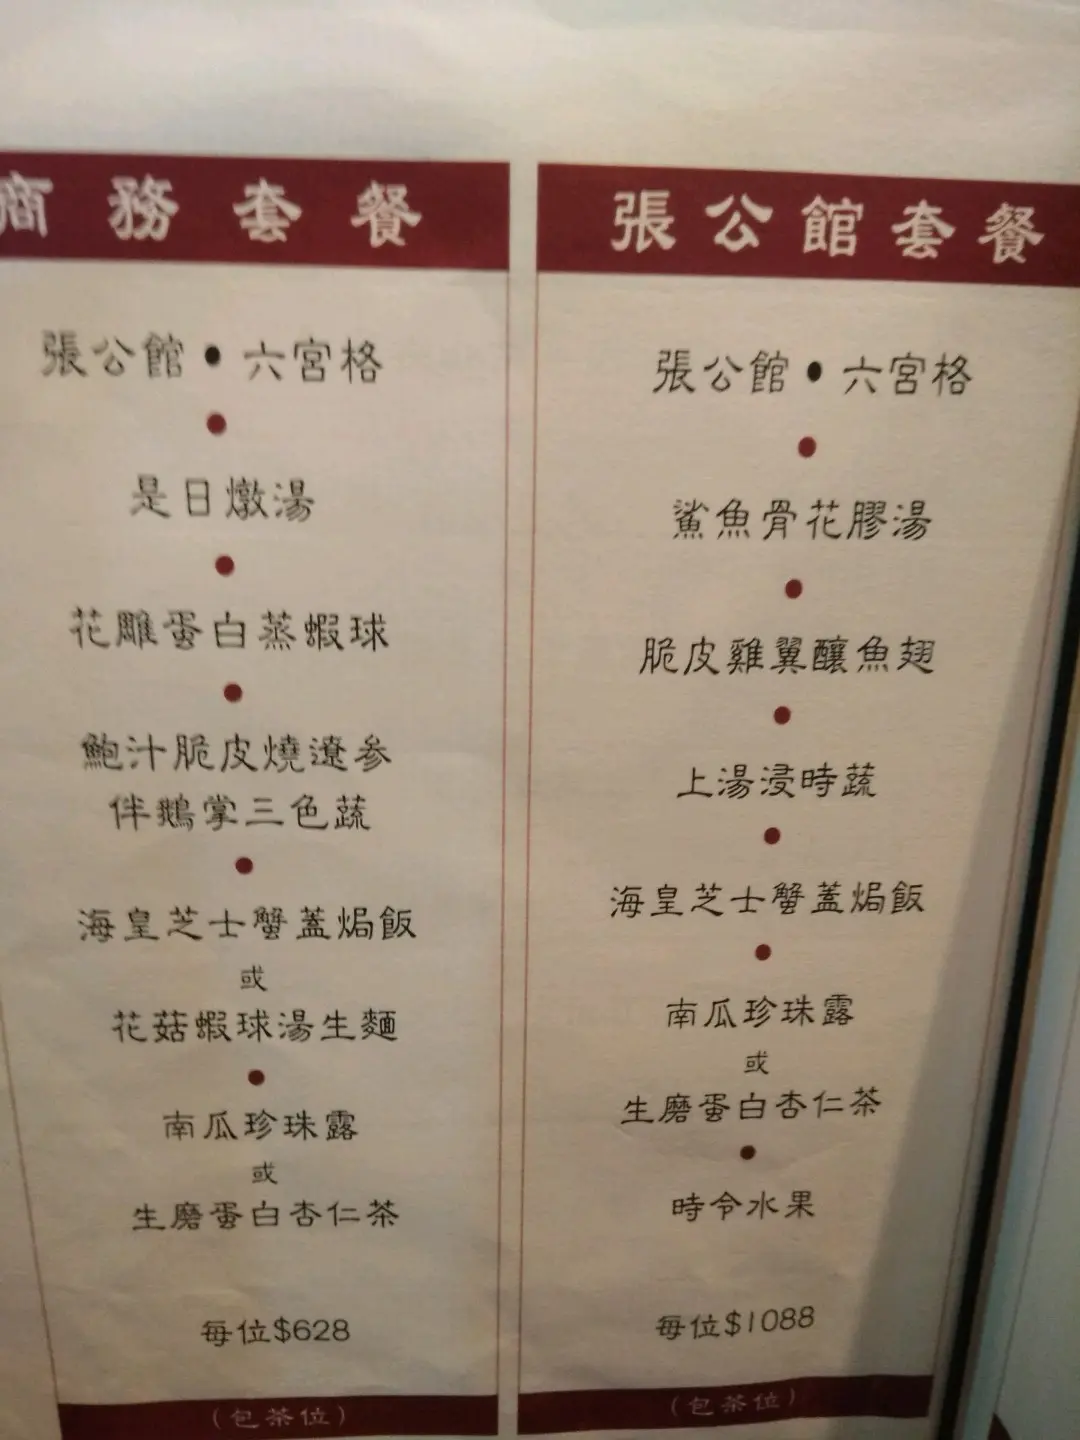 商務套餐
張公館•六宮格
是日燉湯
花雕蛋白蒸蝦球
鮑汁脆皮燒遼參
伴鵝掌三色蔬
海皇芝士蟹蓋焗飯
或
花菇蝦球湯生麵
南瓜珍珠露
或
生磨蛋白杏仁茶
每位$628
(包茶位)
張公館套餐
張公館•六宮格
鯊魚骨花膠湯
脆皮雞翼釀魚翅
上湯浸時蔬
海皇芝士蟹蓋焗飯
南瓜珍珠露
或
生磨蛋白杏仁茶
時令水果
每位$1088
(包茶位)